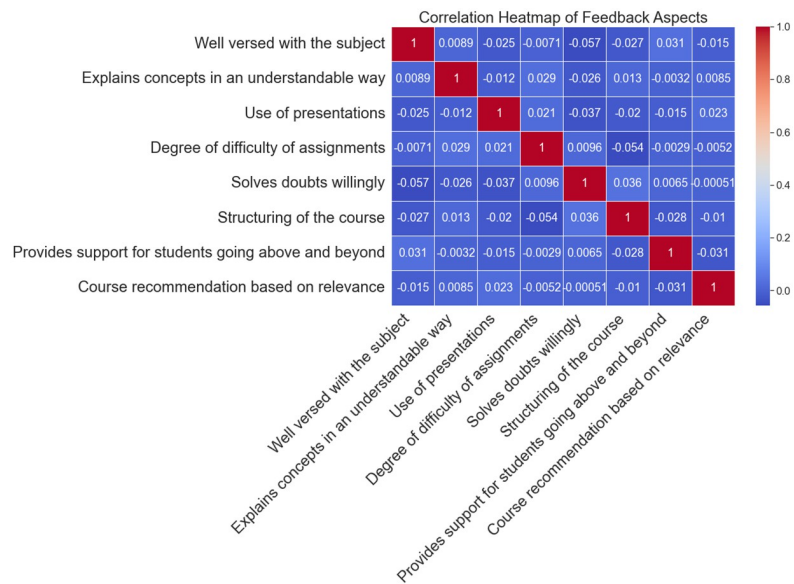 Correlation Heatmap of Feedback Aspects
Well versed with the subject 1 0.0089 -0.025 -0.0071 -0.057 -0.027 0.031 -0.015
Explains concepts in an understandable way 0.0089 1 -0.012 0.029 -0.026 0.013 -0.0032 0.0085
Use of presentations -0.025 -0.012 1 0.021 -0.037 -0.02 -0.015 0.023
Degree of difficulty of assignments -0.0071 0.029 0.021 1 0.0096 -0.054 -0.0029 -0.0052
Solves doubts willingly -0.057 -0.026 -0.037 0.0096 1 0.036 0.0065 -0.00051
Structuring of the course -0.027 0.013 -0.02 -0.054 0.036 1 -0.028 -0.01
Provides support for students going above and beyond 0.031 -0.0032 -0.015 -0.0029 0.0065 -0.028 1 -0.031
Course recommendation based on relevance -0.015 0.0085 0.023 -0.0052 -0.00051 -0.01 -0.031 1
Well versed with the subject
Explains concepts in an understandable way
Use of presentations
Degree of difficulty of assignments
Solves doubts willingly
Structuring of the course
Provides support for students going above and beyond
Course recommendation based on relevance
1.0
0.8
0.6
0.4
0.2
0.0